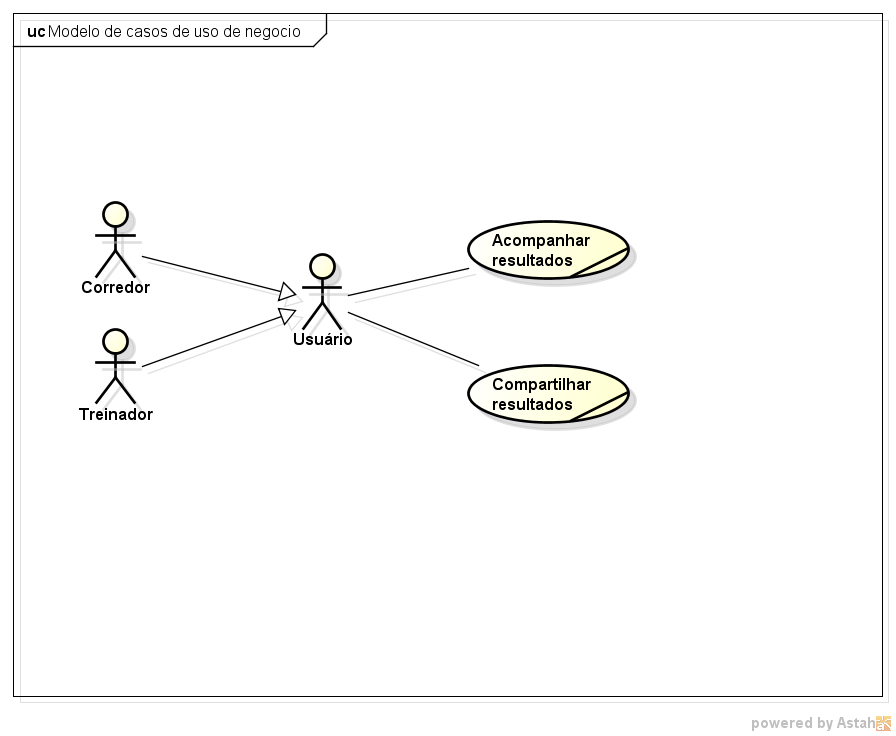 uc Modelo de casos de uso de negocio
Acompanhar
resultados
Corredor
Usuário
Compartilhar
resultados
Treinador
powered by Astah